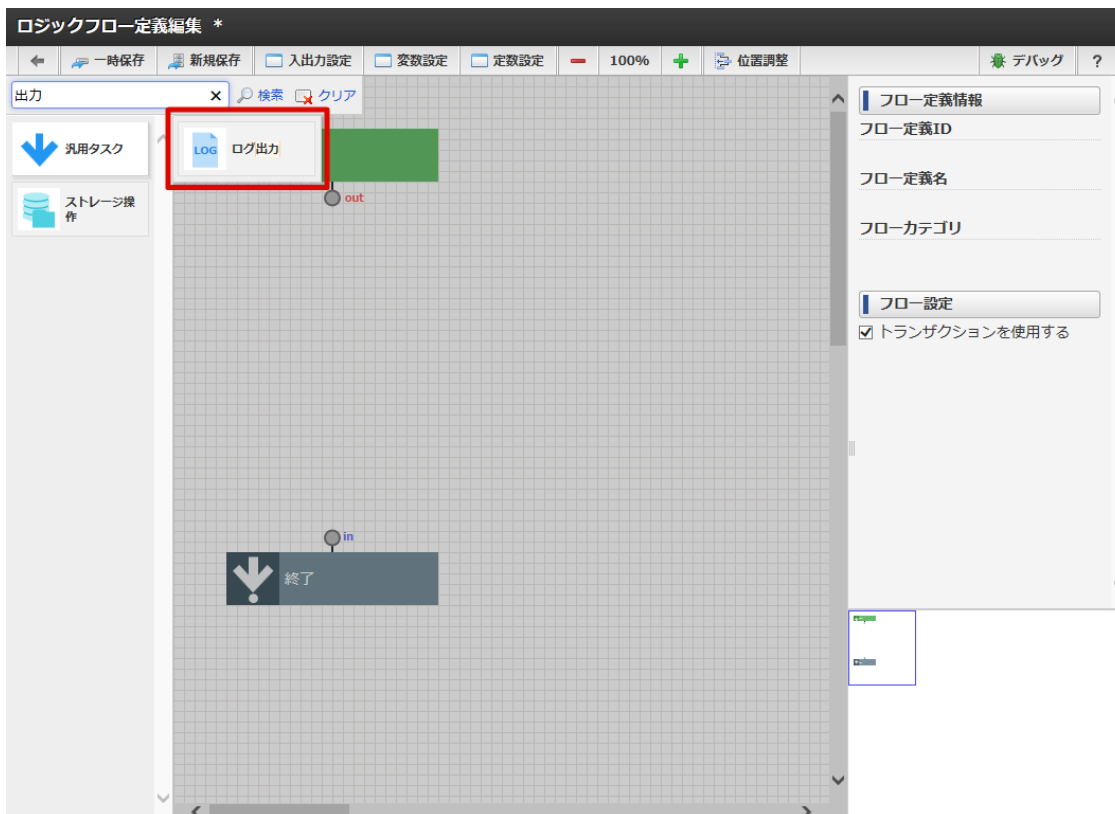 ロジックフロー定義編集 *
一時保存 新規保存 入出力設定 変数設定 定数設定 100% 位置調整 デバッグ ?
出力 × 検索 クリア
汎用タスク
ストレージ操
作
LOG ログ出力
out
in
終了
フロー定義情報
フロー定義ID
フロー定義名
フローカテゴリ
フロー設定
トランザクションを使用する